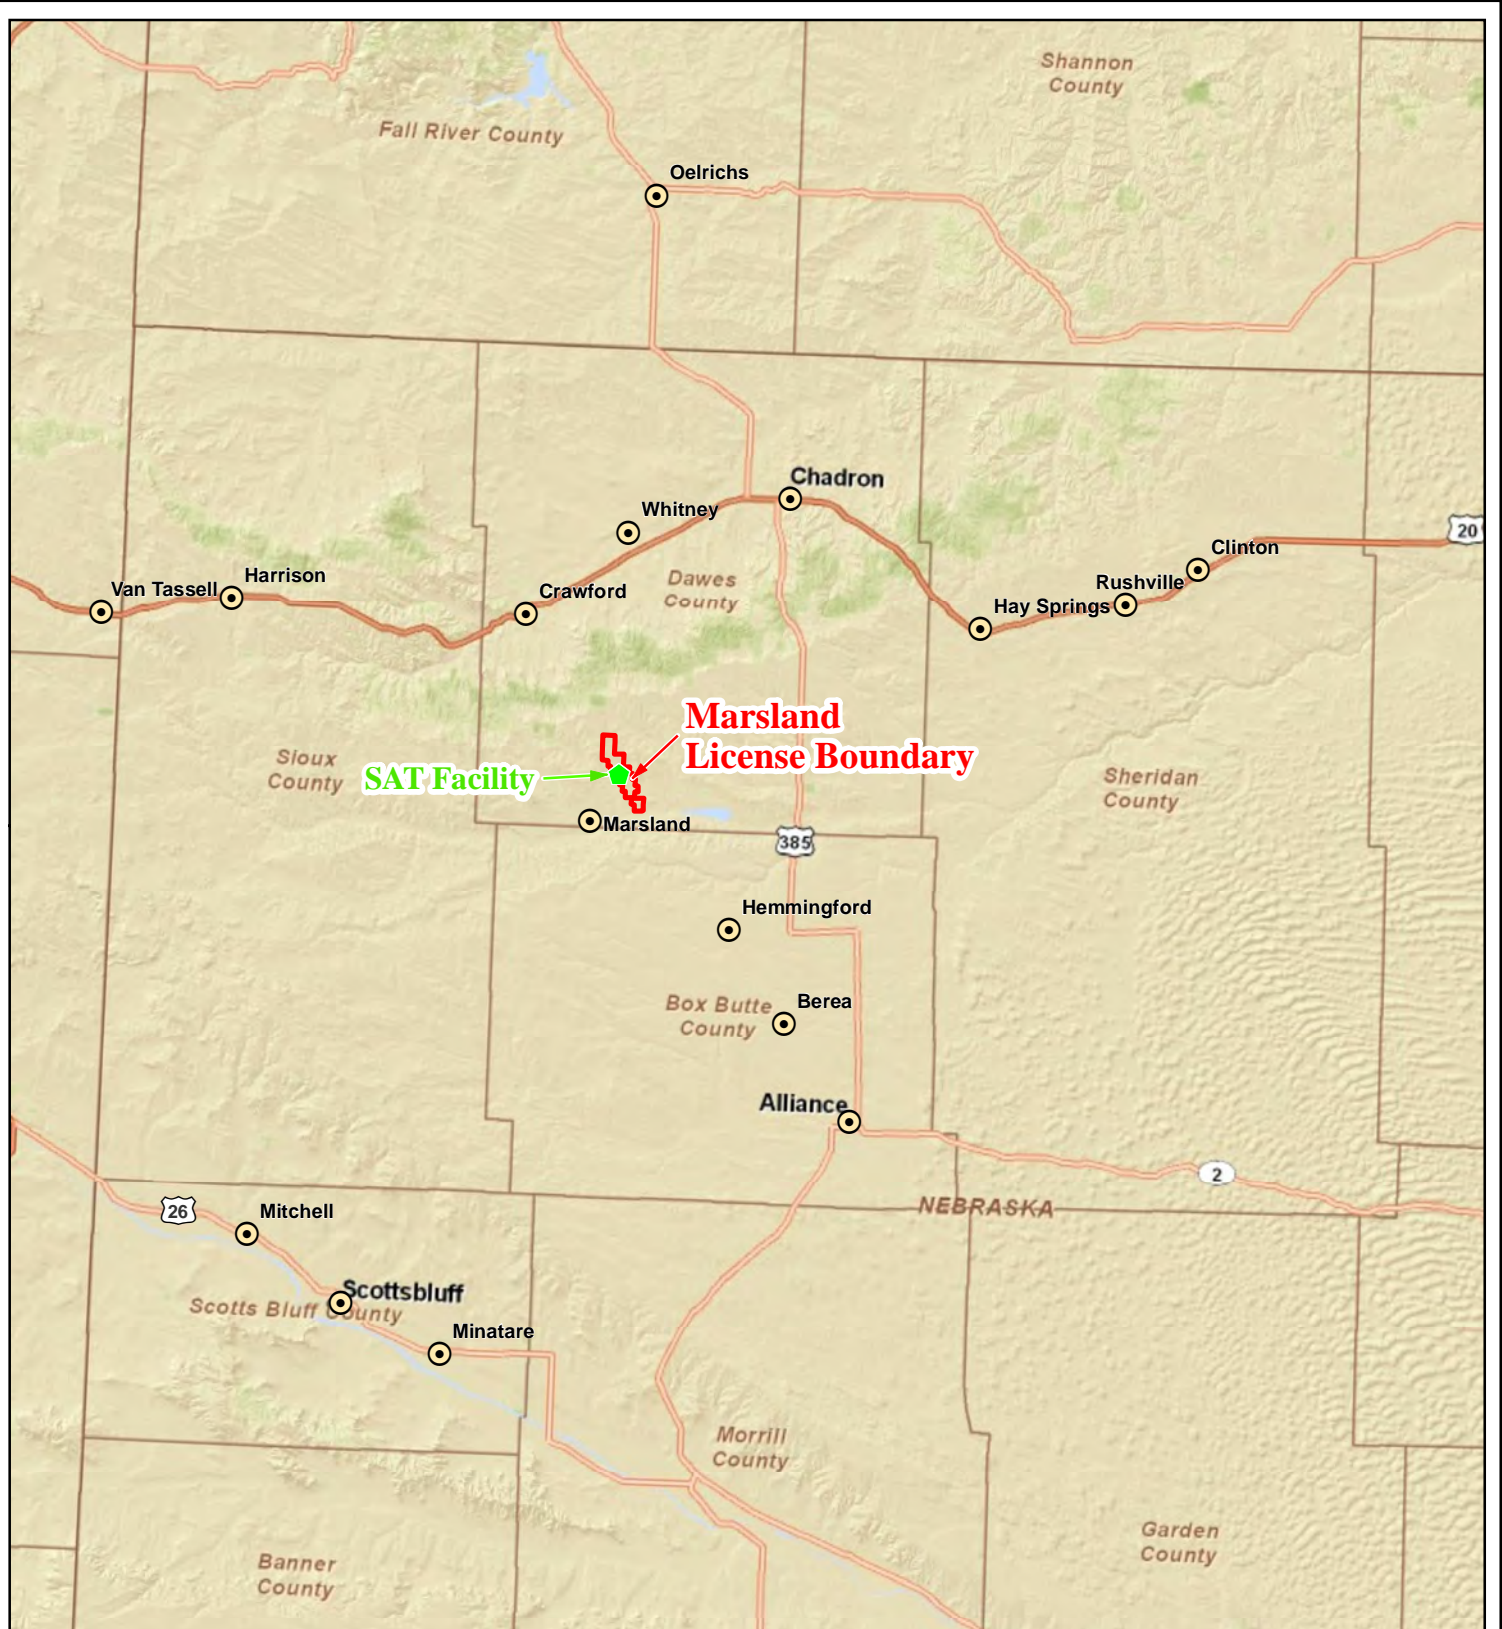 Shannon
County
Fall River County
Oelrichs
Chadron
Whitney
20
Clinton
Dawes
County
Rushville
Harrison
Van Tassell
Crawford
Hay Springs
Marsland
License Boundary
SAT Facility
Sioux
County
Sheridan
County
Marsland
385
Hemmingford
Box Butte
County
Berea
Alliance
2
NEBRASKA
26
Mitchell
Scottsbluff
Scotts Bluff County
Minatare
Morrill
County
Garden
County
Banner
County